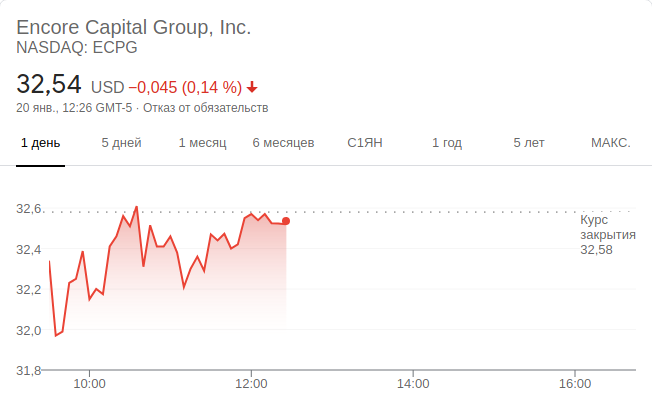 Encore Capital Group, Inc.
NASDAQ: ECPG
32,54 USD −0,045 (0,14 %)
20 янв., 12:26 GMT-5 · Отказ от обязательств
1 день 5 дней 1 месяц 6 месяцев С1ЯН 1 год 5 лет МАКС.
32,6
Курс
закрытия
32,58
32,4
32,2
32,0
31,8
10:00 12:00 14:00 16:00